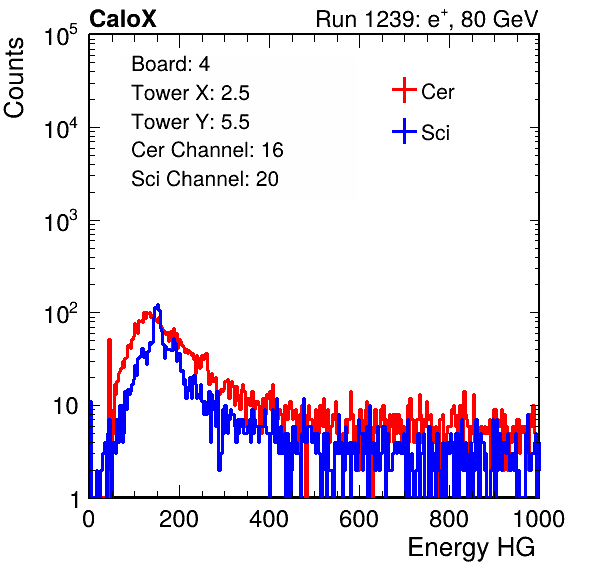 CaloX
Run 1239: e⁺, 80 GeV
Counts
Board: 4
Tower X: 2.5
Tower Y: 5.5
Cer Channel: 16
Sci Channel: 20
Cer
Sci
10⁵
10⁴
10³
10²
10
1
0 200 400 600 800 1000
Energy HG